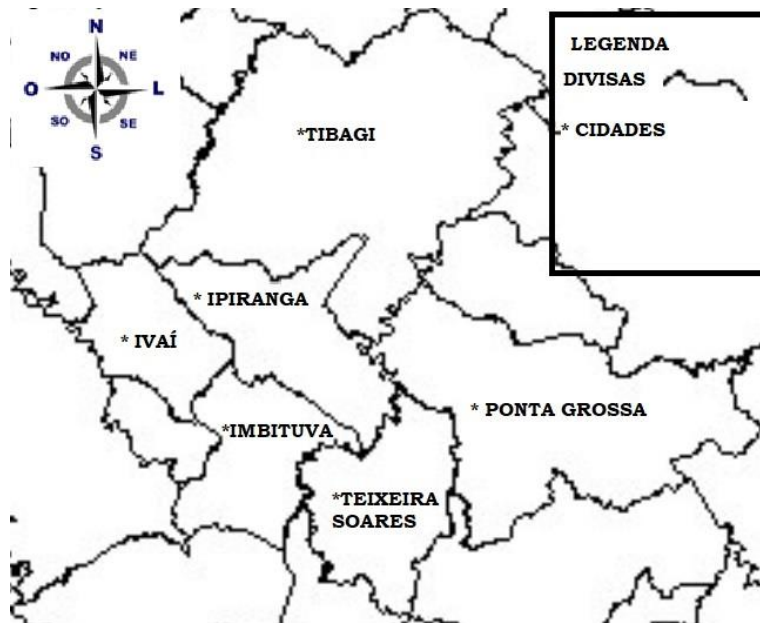 N
NO NE
O L
SO SE
S
LEGENDA
DIVISAS
* CIDADES
*TIBAGI
* IPIRANGA
* IVAÍ
*IMBITUVA
* PONTA GROSSA
*TEIXEIRA
SOARES